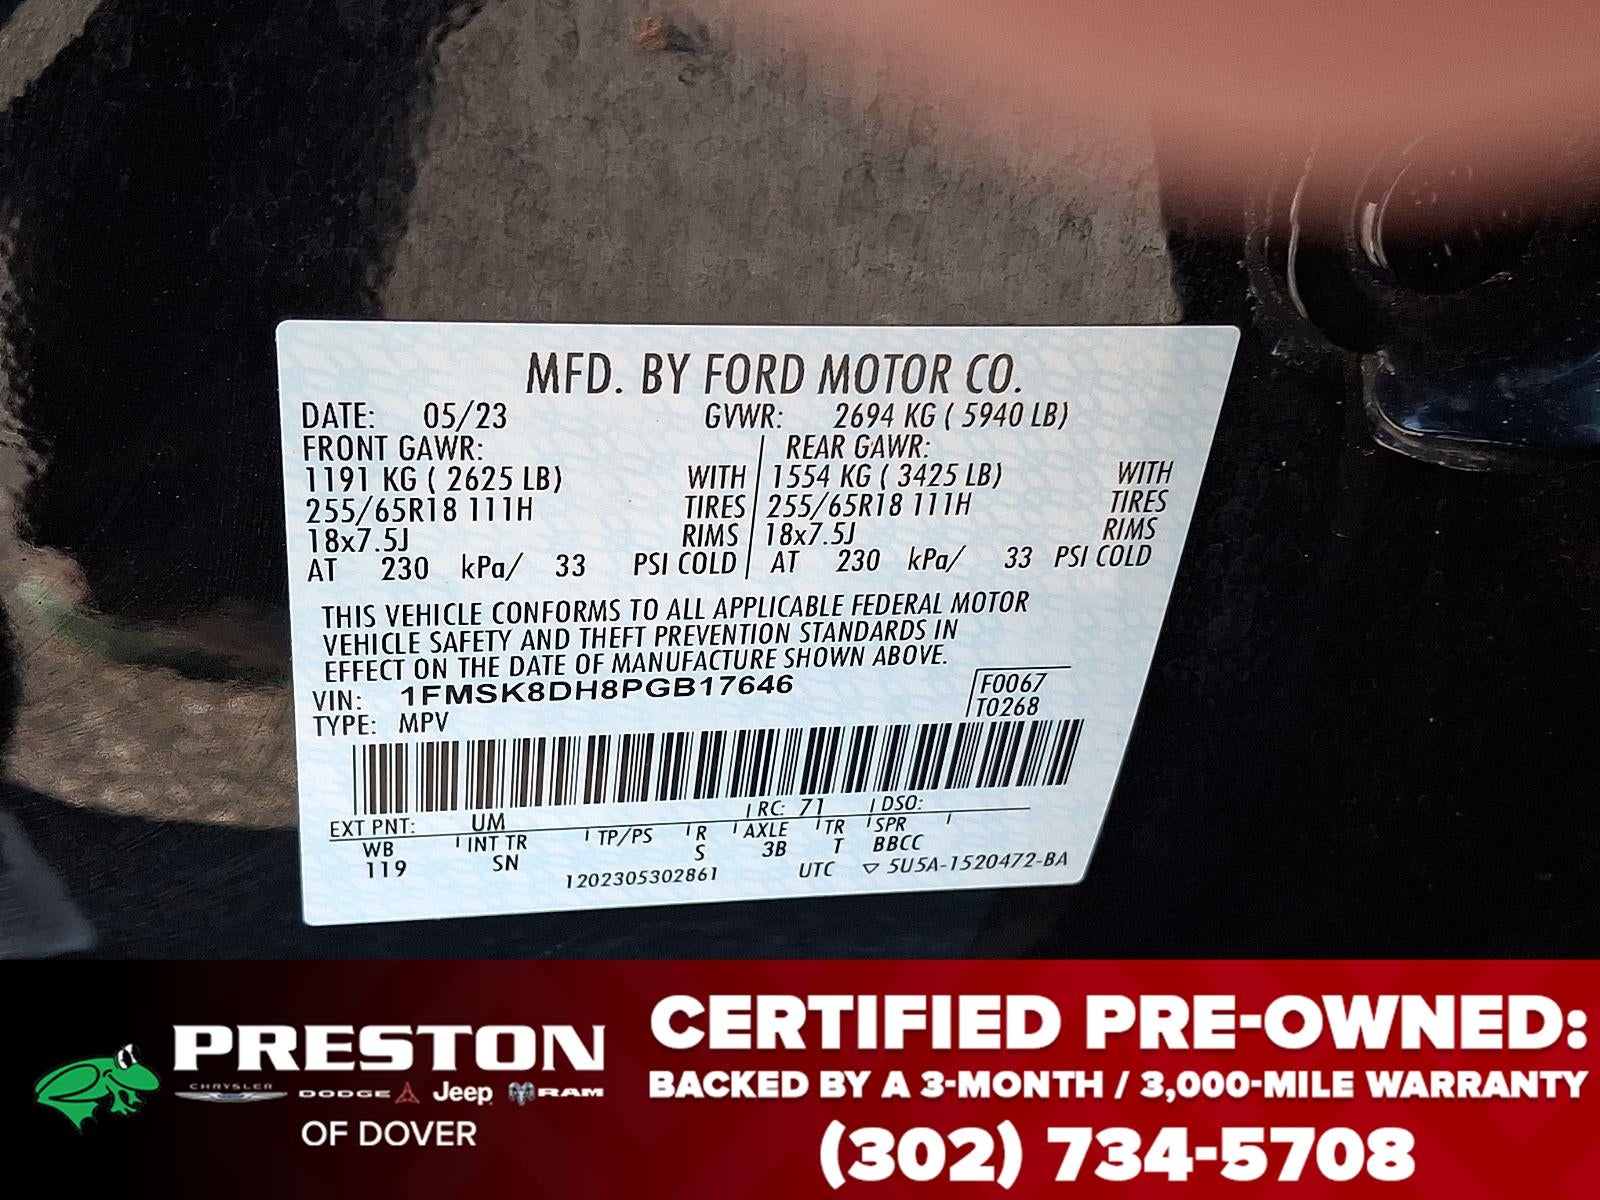 MFD. BY FORD MOTOR CO.
DATE: 05/23 GVWR: 2694 KG ( 5940 LB)
FRONT GAWR: REAR GAWR:
1191 KG ( 2625 LB) WITH 1554 KG ( 3425 LB) WITH
255/65R18 111H TIRES 255/65R18 111H TIRES
18x7.5J RIMS 18x7.5J RIMS
AT 230 kPa/ 33 PSI COLD AT 230 kPa/ 33 PSI COLD
THIS VEHICLE CONFORMS TO ALL APPLICABLE FEDERAL MOTOR
VEHICLE SAFETY AND THEFT PREVENTION STANDARDS IN
EFFECT ON THE DATE OF MANUFACTURE SHOWN ABOVE.
VIN: 1FMSK8DH8PGB17646 F0067
TYPE: MPV T0268
EXT PNT: UM RC: 71 DSO:
WB INT TR TP/PS R AXLE TR SPR
119 SN S 3B T BBCC
1202305302861 UTC ▽ 5U5A-1520472-BA
PRESTON
CHRYSLER DODGE Jeep RAM
OF DOVER
CERTIFIED PRE-OWNED:
BACKED BY A 3-MONTH / 3,000-MILE WARRANTY
(302) 734-5708